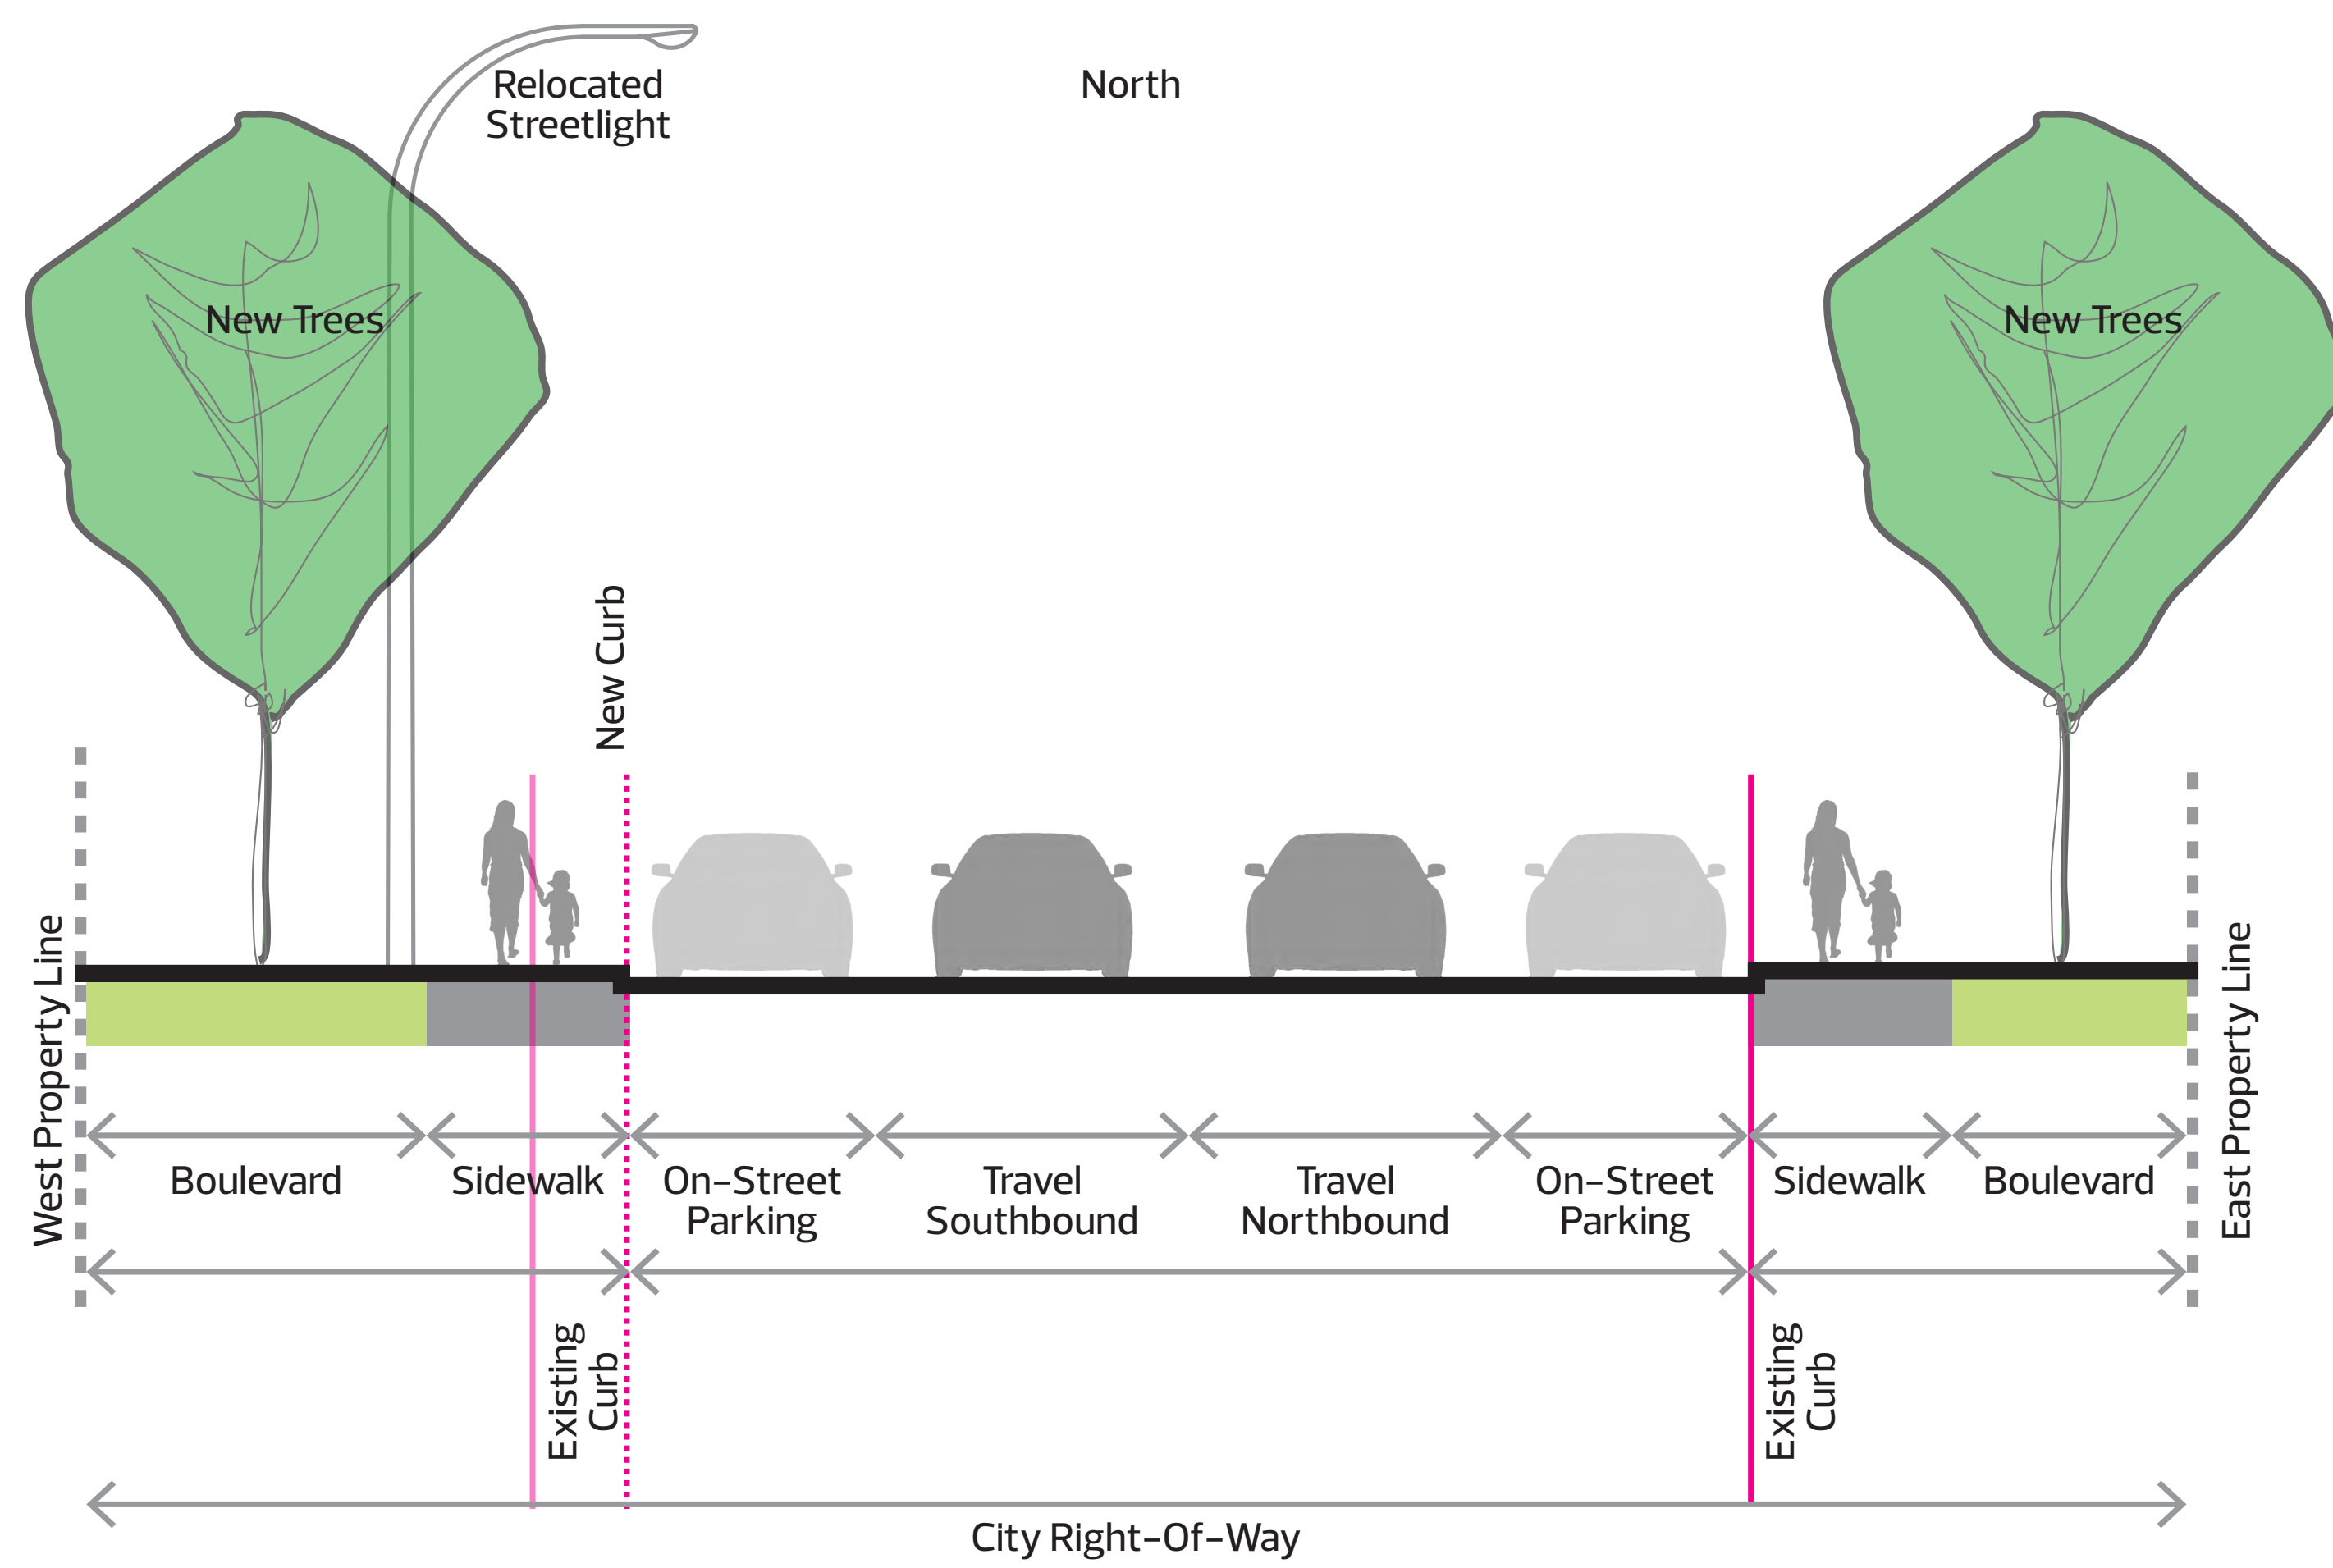 Relocated
Streetlight
North
New Trees
New Trees
New Curb
West Property Line
East Property Line
Boulevard
Sidewalk
On-Street
Parking
Travel
Southbound
Travel
Northbound
On-Street
Parking
Sidewalk
Boulevard
Existing
Curb
Existing
Curb
City Right-Of-Way